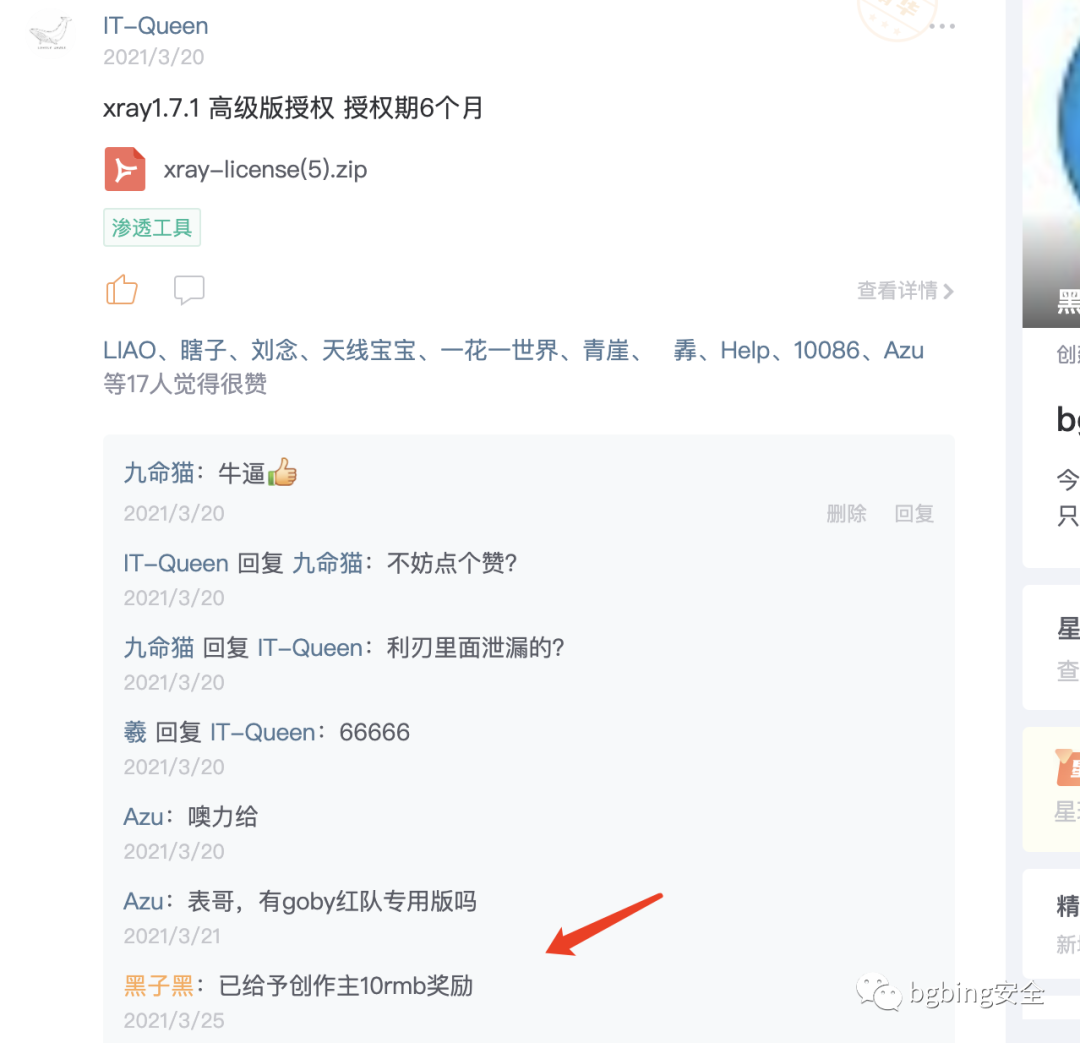 IT-Queen
2021/3/20
xray1.7.1 高级版授权 授权期6个月
xray-license(5).zip
渗透工具
查看详情
LIAO、瞎子、刘念、天线宝宝、一花一世界、青崖、 粦、Help、10086、Azu
等17人觉得很赞
九命猫：牛逼👍
2021/3/20
删除 回复
IT-Queen 回复 九命猫：不妨点个赞?
2021/3/20
九命猫 回复 IT-Queen：利刃里面泄漏的?
2021/3/20
羲 回复 IT-Queen：66666
2021/3/20
Azu：噢力给
2021/3/20
Azu：表哥，有goby红队专用版吗
2021/3/21
黑子黑：已给予创作主10rmb奖励
2021/3/25
黑
创
bg
今
只
星
查
星
精
新
bgbing安全